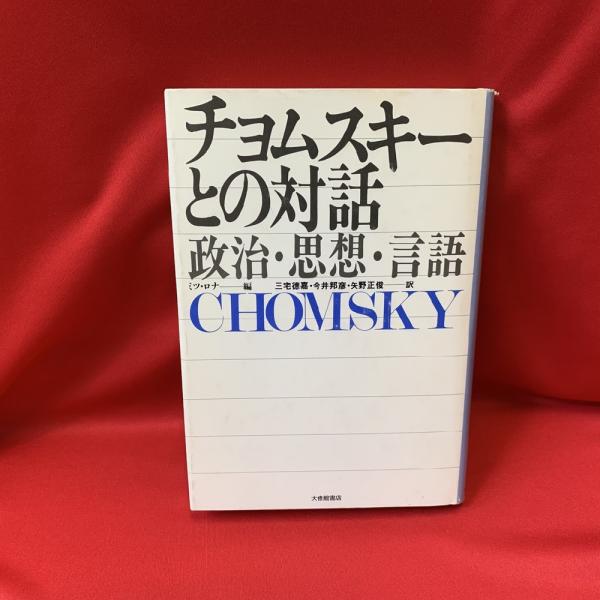 チョムスキー
との対話
政治・思想・言語
ミツ・ロナ――編 三宅徳嘉・今井邦彦・矢野正俊――訳
CHOMSKY
大修館書店